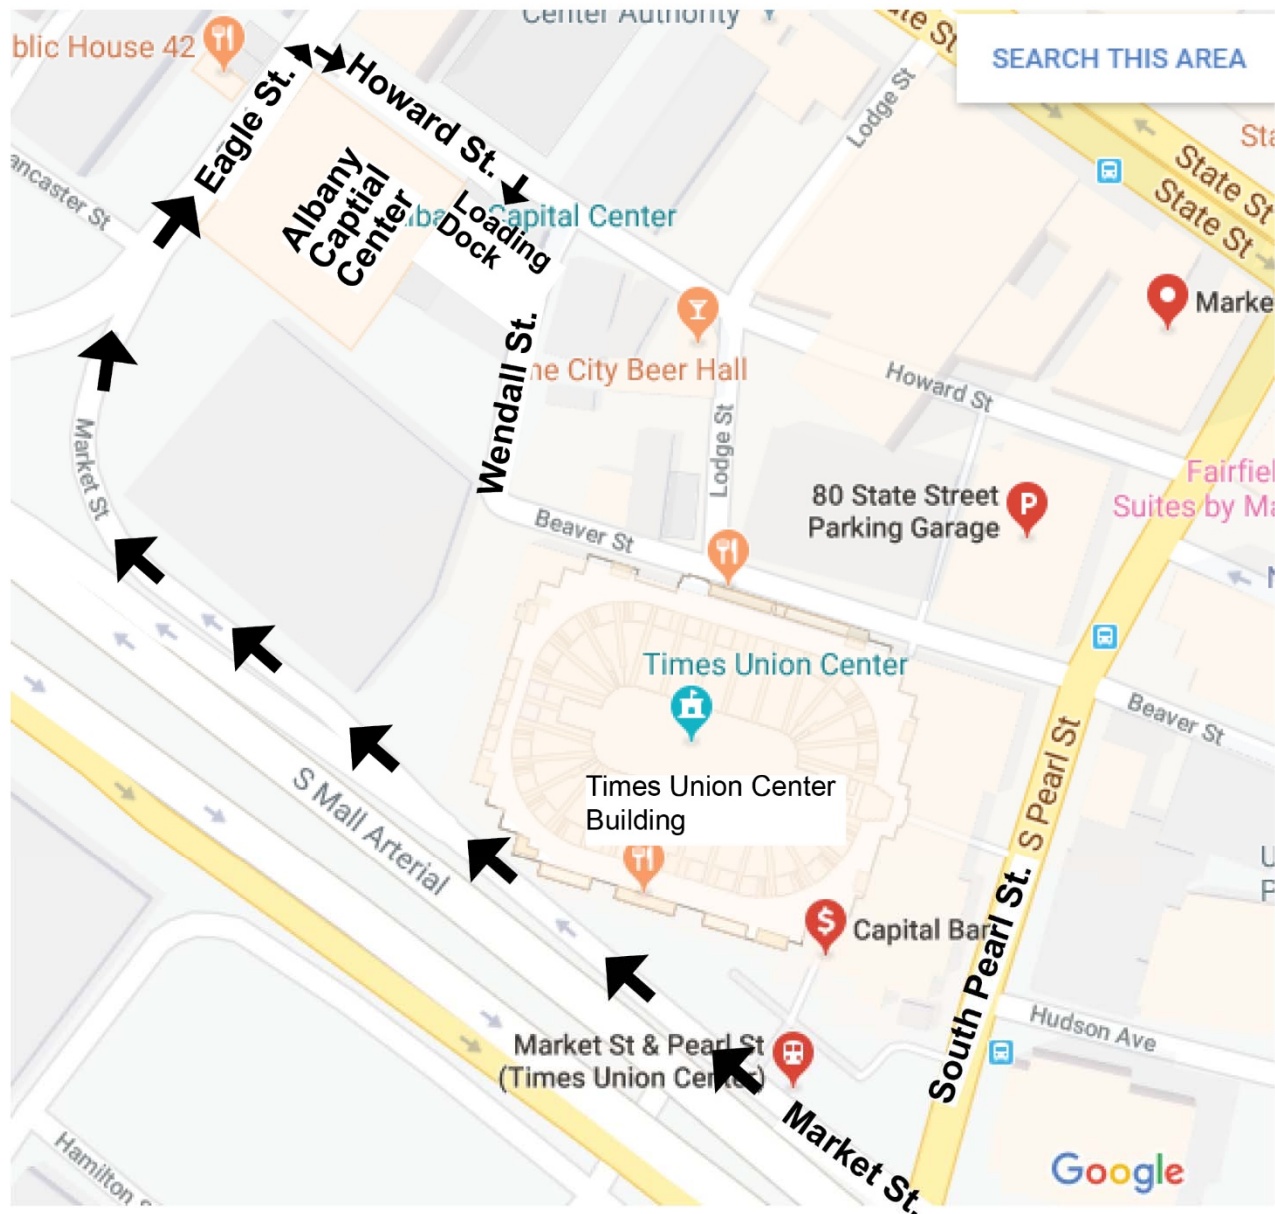 Center Authority
ate St
SEARCH THIS AREA
blic House 42
Eagle St.
Howard St.
Lodge St
State St
State St
ancaster St
Albany
Captial
Center
Capital Center
Loading
Dock
Marke
Wendall St.
he City Beer Hall
Howard St
Market St
Lodge St
80 State Street
Parking Garage
Fairfiel
Suites by Ma
Beaver St
Times Union Center
Times Union Center
Building
S Pearl St
Beaver St
S Mall Arterial
Capital Bar
South Pearl St.
Hudson Ave
Market St & Pearl St
(Times Union Center)
Market St.
Hamilton S
Google